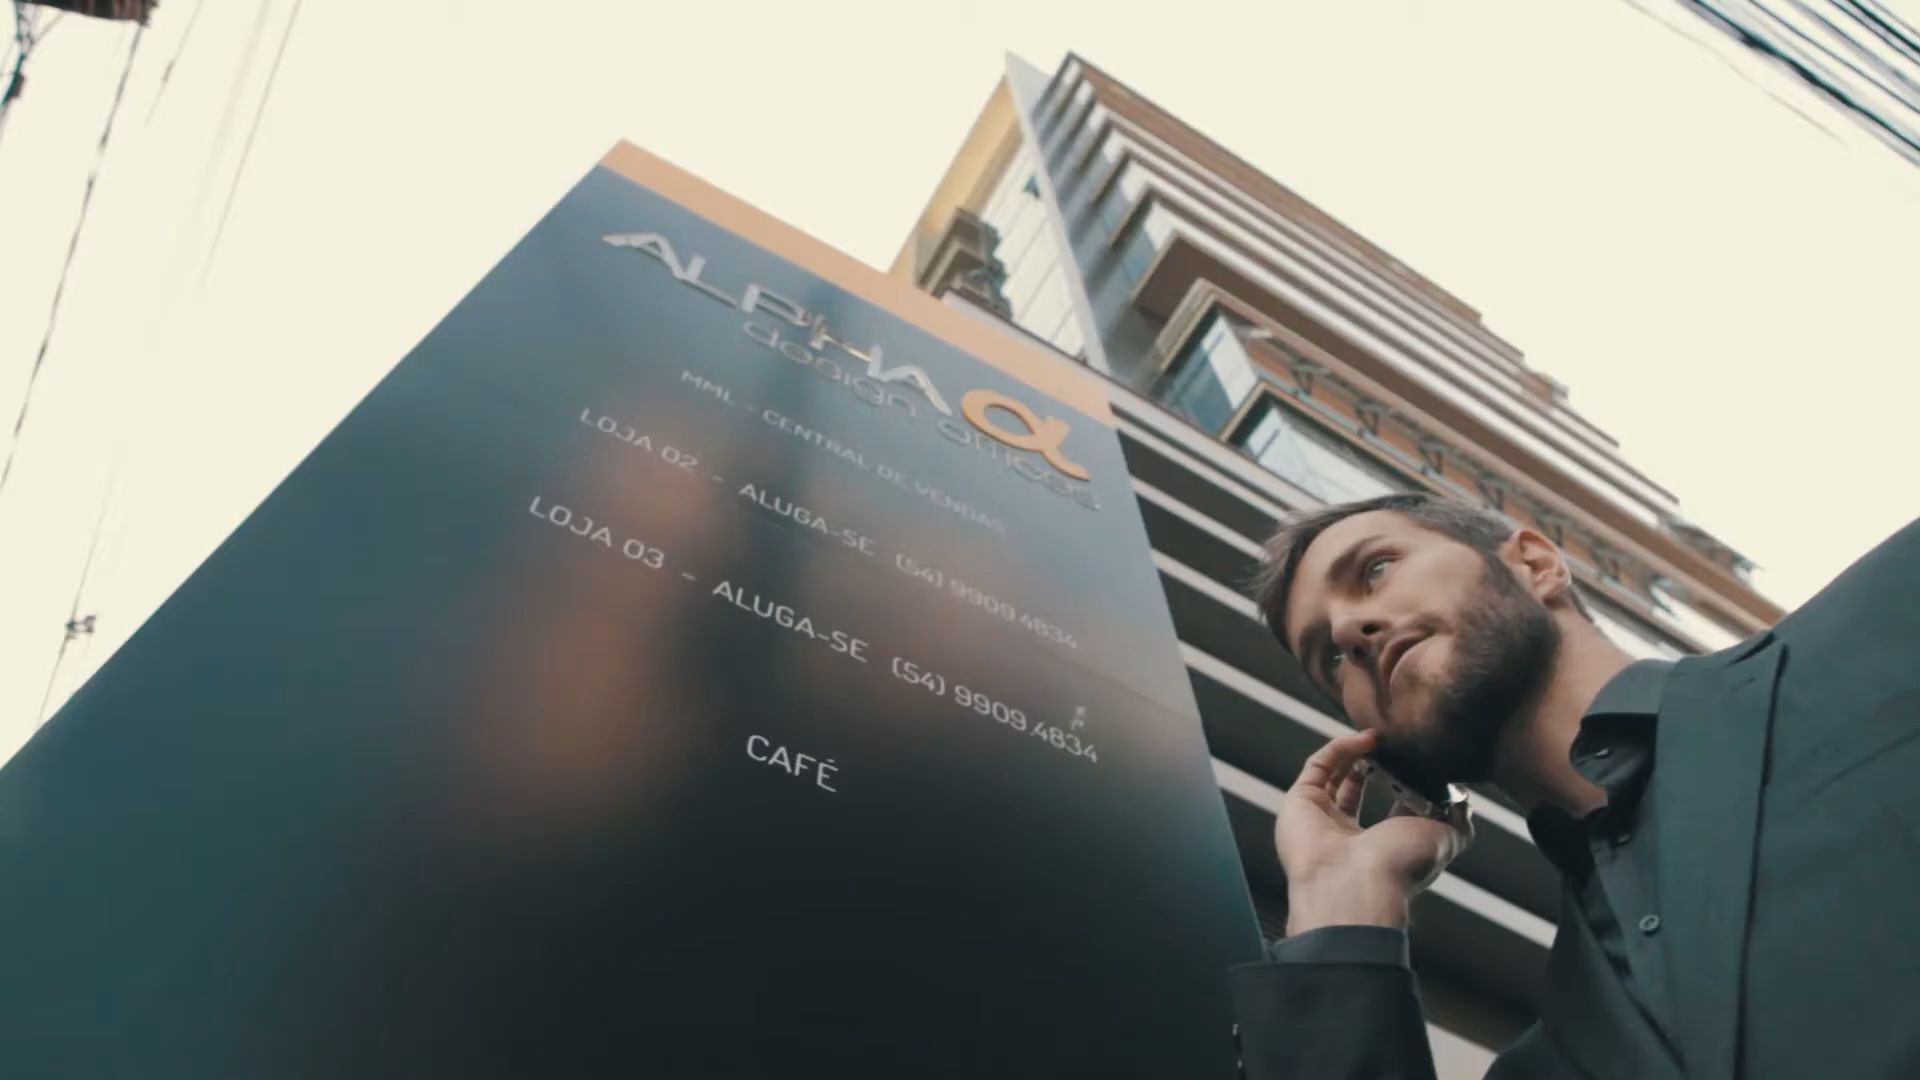 ALPHA α
design offices
MML - CENTRAL DE VENDAS
LOJA 02 - ALUGA-SE (54) 9909.4834
LOJA 03 - ALUGA-SE (54) 9909.4834
CAFÉ